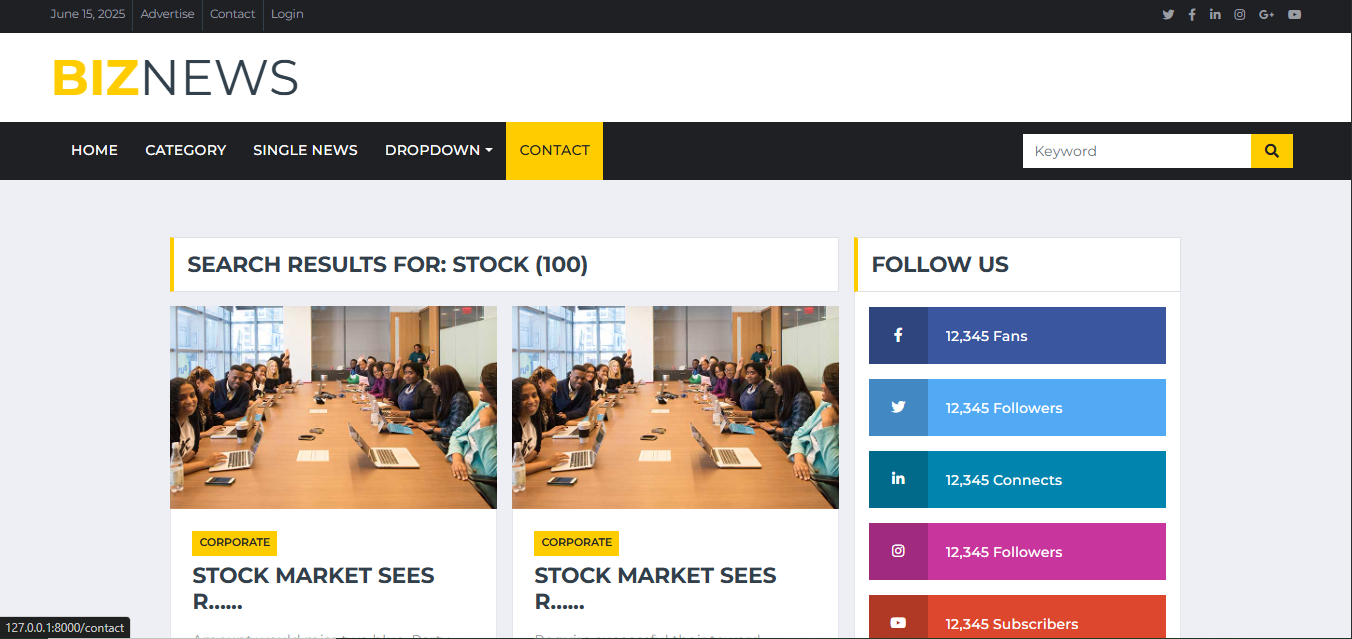 June 15, 2025 Advertise Contact Login
BIZNEWS
HOME CATEGORY SINGLE NEWS DROPDOWN CONTACT Keyword
SEARCH RESULTS FOR: STOCK (100)
FOLLOW US
12,345 Fans
12,345 Followers
12,345 Connects
12,345 Followers
12,345 Subscribers
CORPORATE CORPORATE
STOCK MARKET SEES STOCK MARKET SEES
R...... R......
127.0.0.1:8000/contact